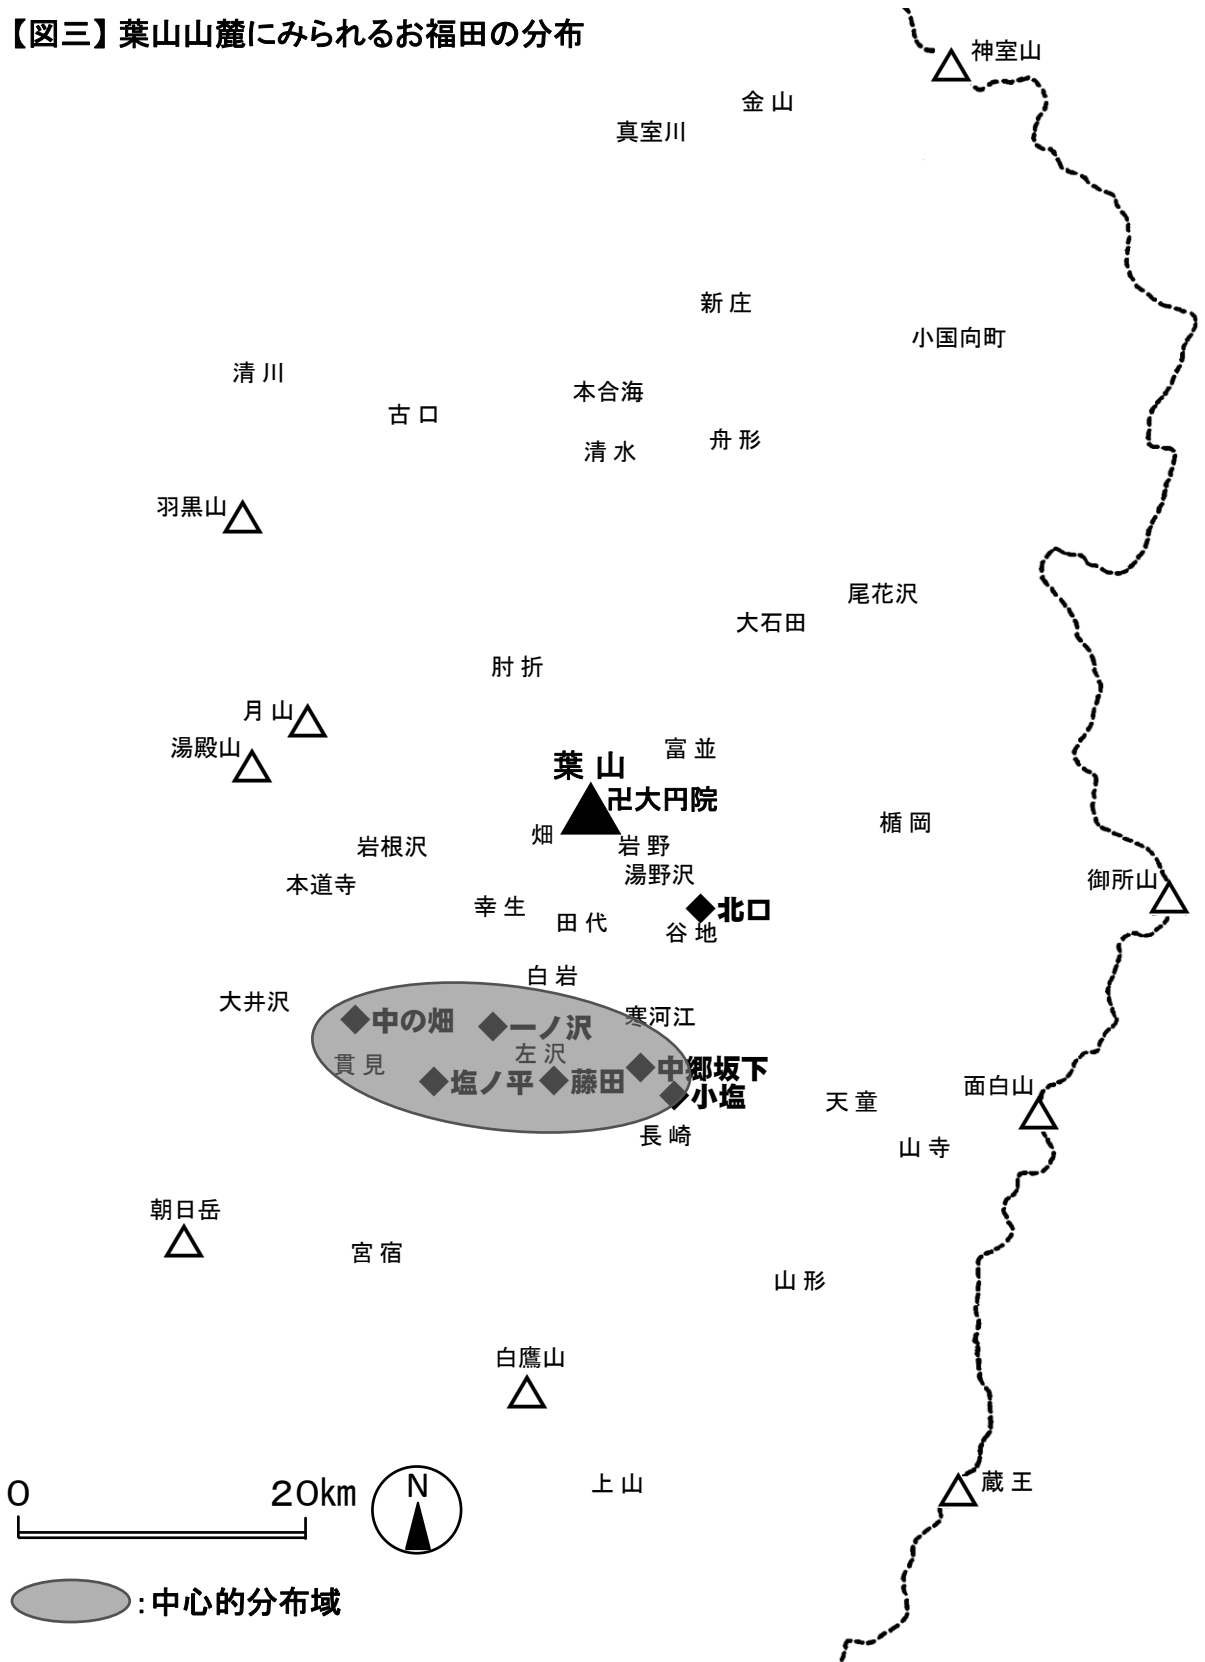 【図三】葉山山麓にみられるお福田の分布
神室山
金山
真室川
新庄
小国向町
清川
本合海
古口
舟形
清水
羽黒山
尾花沢
大石田
肘折
月山
湯殿山
富並
葉山
卍大円院
楯岡
畑
岩野
岩根沢
湯野沢
本道寺
御所山
幸生
北口
田代
谷地
白岩
大井沢
寒河江
中の畑
一ノ沢
左沢
貫見
中郷坂下
塩ノ平
藤田
小塩
面白山
天童
長崎
山寺
朝日岳
宮宿
山形
白鷹山
上山
蔵王
0
20km
N
:中心的分布域